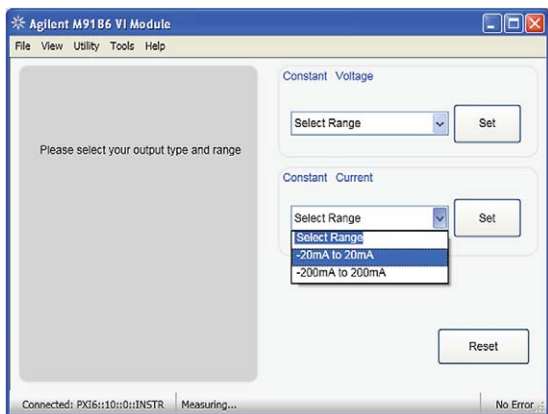 Agilent M9186 VI Module
File View Utility Tools Help
Please select your output type and range
Constant Voltage
Select Range
Set
Constant Current
Select Range
Set
Select Range
-20mA to 20mA
-200mA to 200mA
Reset
Connected: PXI6::10::0::INSTR
Measuring...
No Error